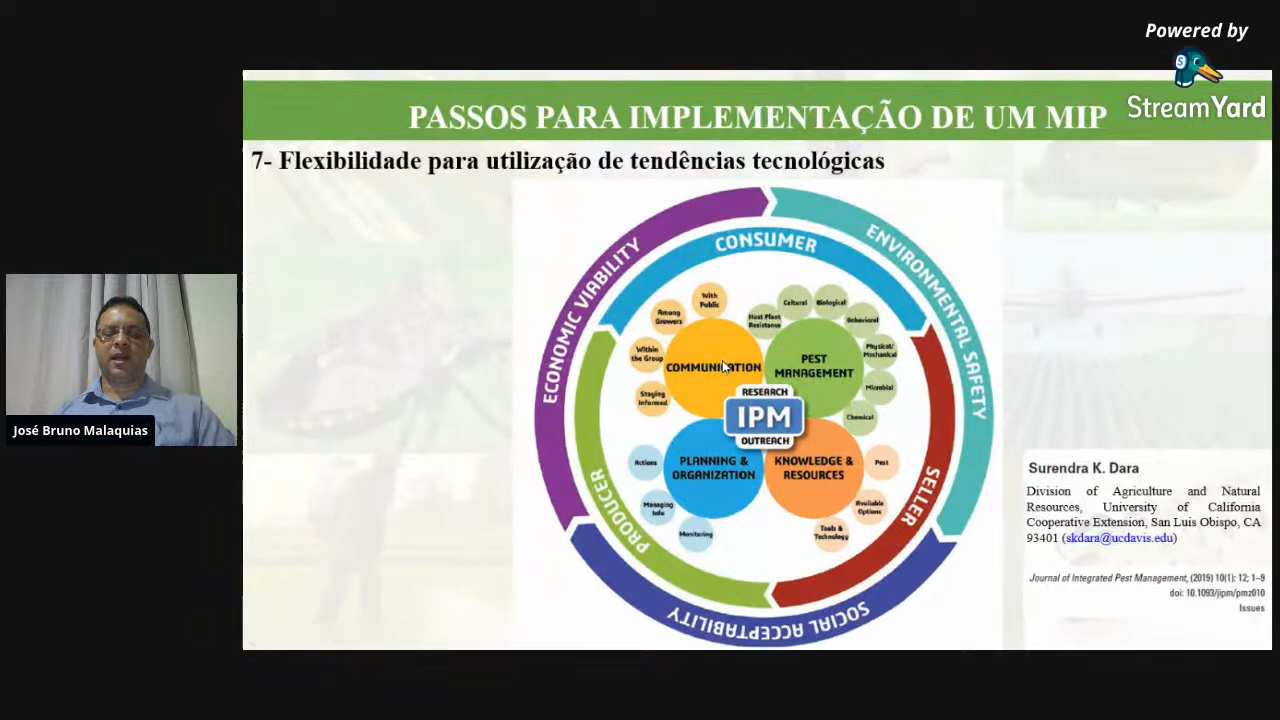 Powered by
StreamYard
PASSOS PARA IMPLEMENTAÇÃO DE UM MIP
7- Flexibilidade para utilização de tendências tecnológicas
ECONOMIC VIABILITY
ENVIRONMENTAL SAFETY
SOCIAL ACCEPTABILITY
CONSUMER
SELLER
PRODUCER
With
Public
Among
Growers
Within
the Group
Staying
Informed
COMMUNICATION
Host Plant
Resistance
Cultural
Biological
Behavioral
Physical/
Mechanical
Microbial
Chemical
PEST
MANAGEMENT
RESEARCH
IPM
OUTREACH
Actions
Managing
Info
Monitoring
PLANNING &
ORGANIZATION
KNOWLEDGE &
RESOURCES
Pest
Available
Options
Tools &
Technology
José Bruno Malaquias
Surendra K. Dara
Division of Agriculture and Natural
Resources, University of California
Cooperative Extension, San Luis Obispo, CA
93401 (skdara@ucdavis.edu)
Journal of Integrated Pest Management, (2019) 10(1): 12; 1–9
doi: 10.1093/jipm/pmz010
Issues